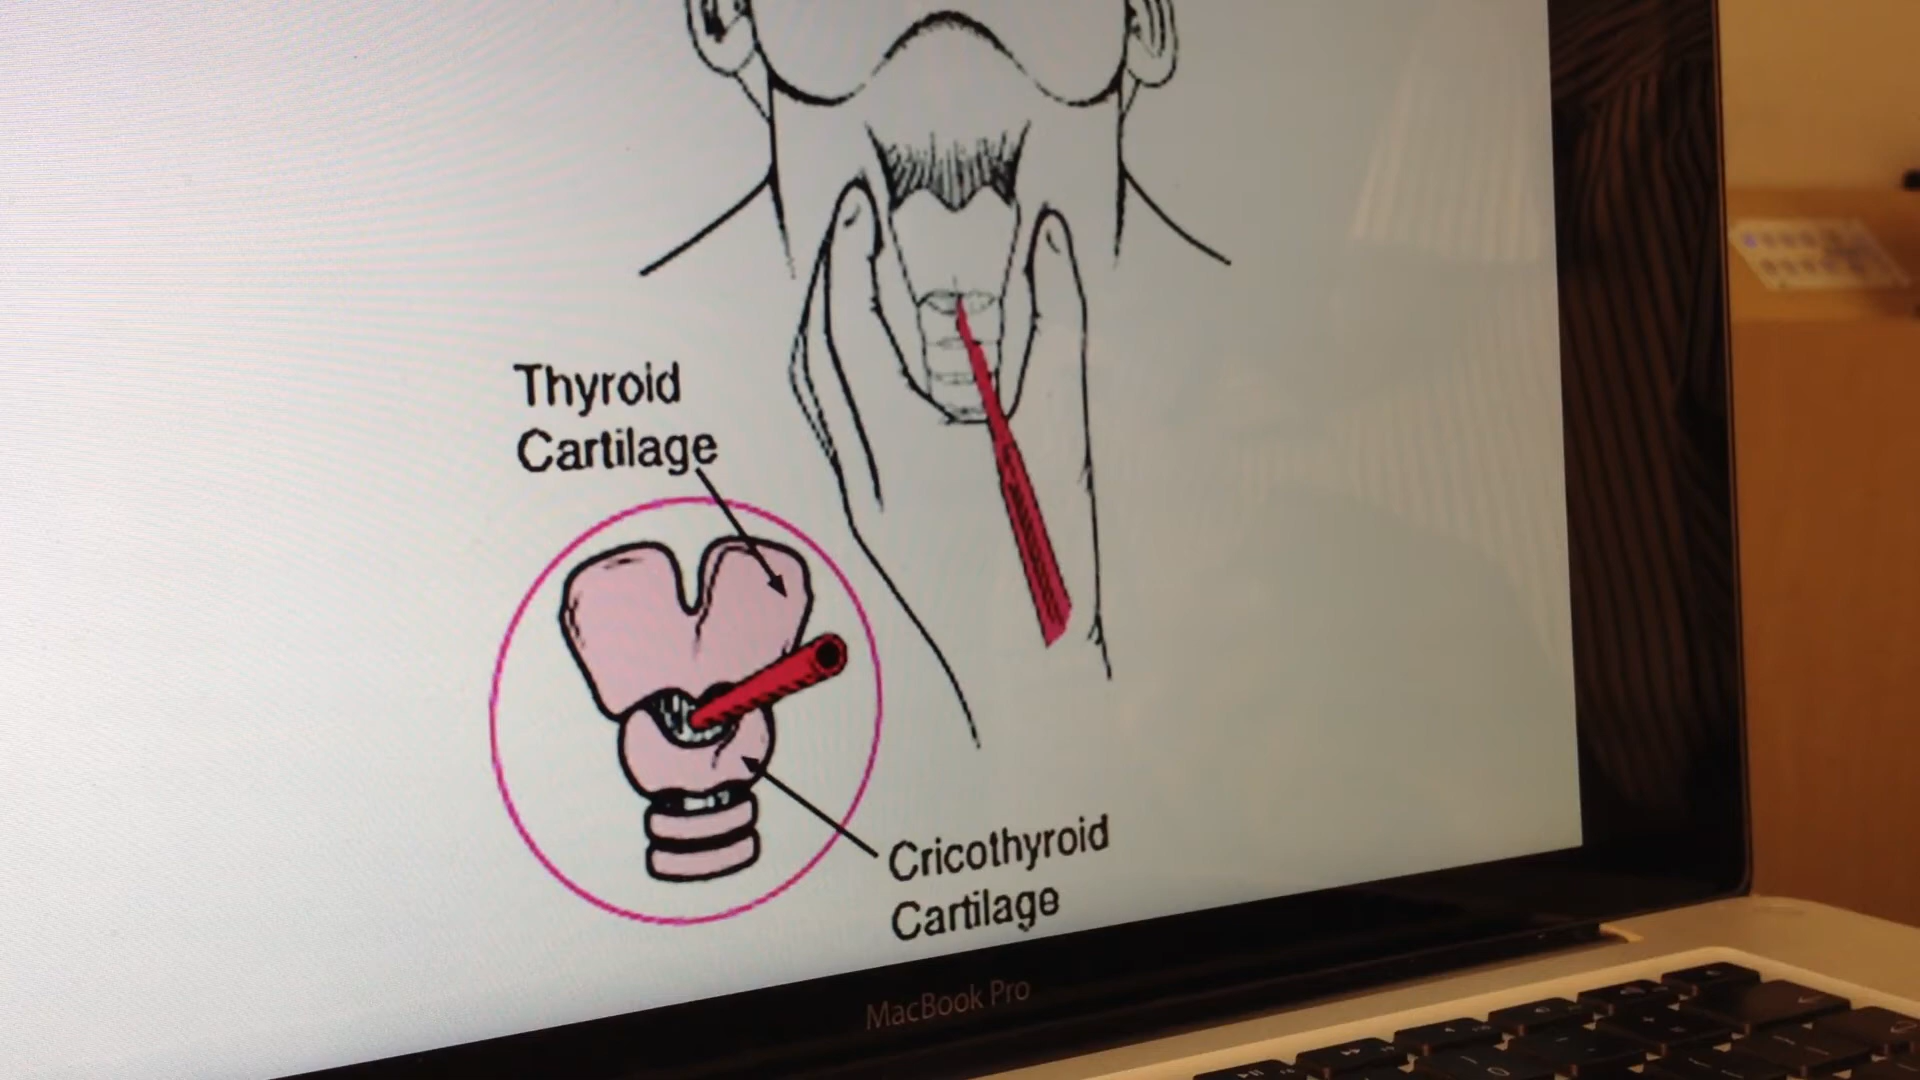 Thyroid
Cartilage
Cricothyroid
Cartilage
MacBook Pro